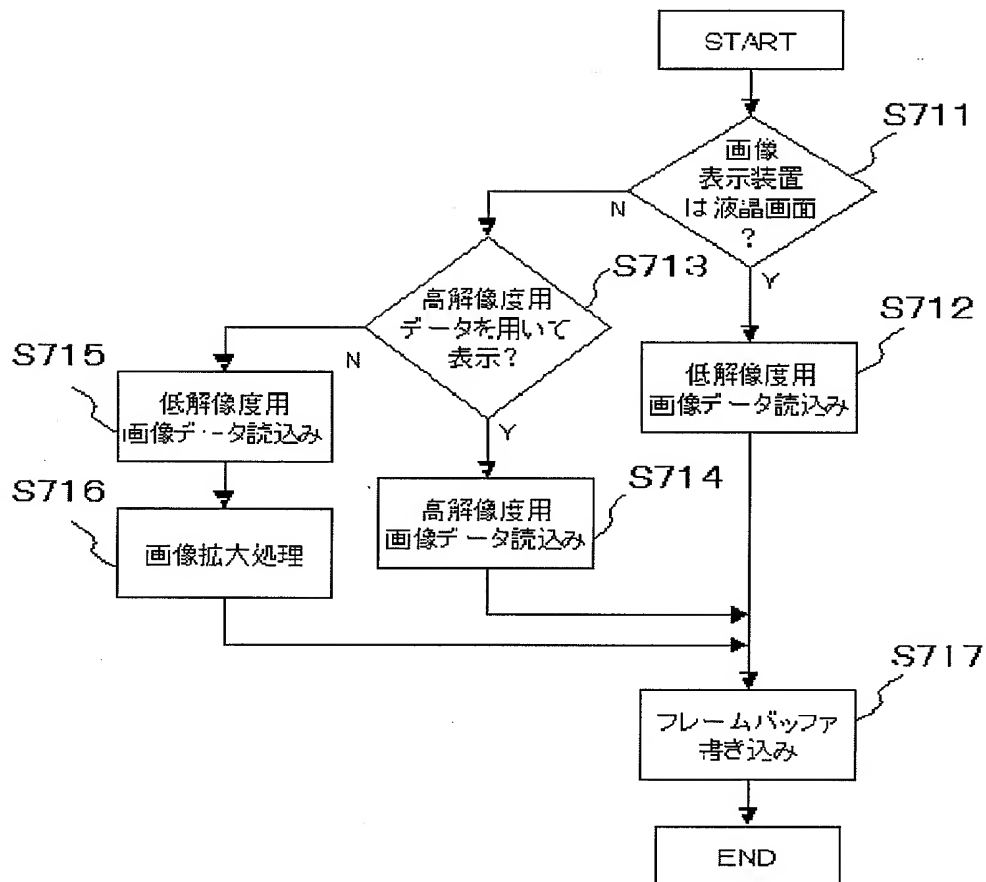 START
S711
画像
表示装置
は液晶画面
?
N
Y
S713
高解像度用
データを用いて
表示?
N
Y
S712
低解像度用
画像データ読込み
S715
低解像度用
画像データ読込み
S714
高解像度用
画像データ読込み
S716
画像拡大処理
S717
フレームバッファ
書き込み
END